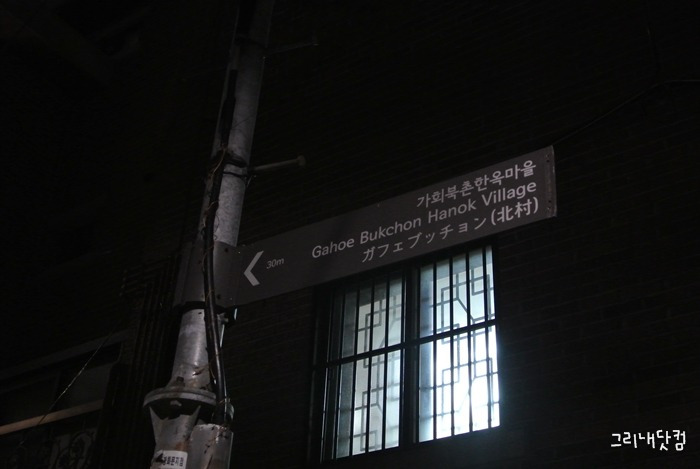 가회북촌한옥마을
Gahoe Bukchon Hanok Village
ガフェブッチョン(北村)
30m
그리내닷컴